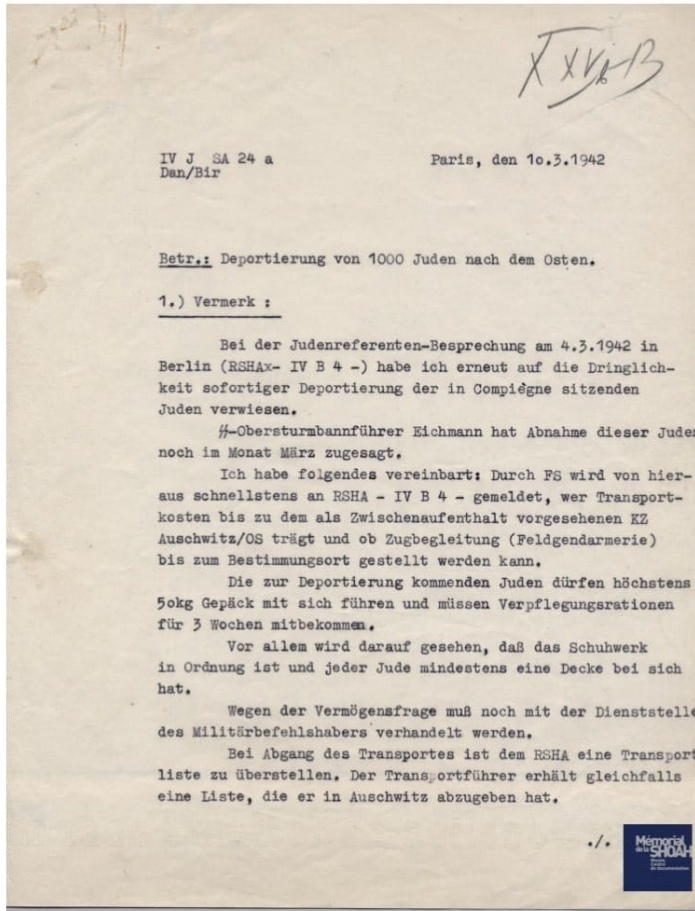 XXVb-B
IV J SA 24 a
Dan/Bir
Paris, den 10.3.1942
Betr.: Deportierung von 1000 Juden nach dem Osten.
1.) Vermerk :
Bei der Judenreferenten-Besprechung am 4.3.1942 in
Berlin (RSHAx- IV B 4 -) habe ich erneut auf die Dringlich-
keit sofortiger Deportierung der in Compiègne sitzenden
Juden verwiesen.
SS-Obersturmbannführer Eichmann hat Abnahme dieser Juden
noch im Monat März zugesagt.
Ich habe folgendes vereinbart: Durch FS wird von hier-
aus schnellstens an RSHA - IV B 4 - gemeldet, wer Transport-
kosten bis zu dem als Zwischenaufenthalt vorgesehenen KZ
Auschwitz/OS trägt und ob Zugbegleitung (Feldgendarmerie)
bis zum Bestimmungsort gestellt werden kann.
Die zur Deportierung kommenden Juden dürfen höchstens
50kg Gepäck mit sich führen und müssen Verpflegungsrationen
für 3 Wochen mitbekommen.
Vor allem wird darauf gesehen, daß das Schuhwerk
in Ordnung ist und jeder Jude mindestens eine Decke bei sich
hat.
Wegen der Vermögensfrage muß noch mit der Dienststelle
des Militärbefehlshabers verhandelt werden.
Bei Abgang des Transportes ist dem RSHA eine Transport
liste zu überstellen. Der Transportführer erhält gleichfalls
eine Liste, die er in Auschwitz abzugeben hat.
./.
Mémorial
de la SHOAH
Musée
Centre
de documentation